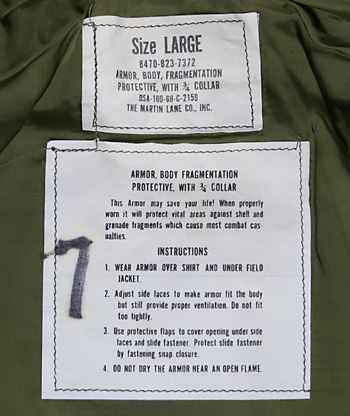 Size LARGE
8470-823-7372
ARMOR, BODY, FRAGMENTATION
PROTECTIVE, WITH ¾ COLLAR
DSA-100-68-C-2159
THE MARTIN LANE CO., INC.
ARMOR, BODY FRAGMENTATION
PROTECTIVE, WITH ¾ COLLAR
This Armor may save your life! When properly
worn it will protect vital areas against shell and
grenade fragments which cause most combat cas-
ualties.
INSTRUCTIONS
1. WEAR ARMOR OVER SHIRT AND UNDER FIELD
JACKET.
2. Adjust side laces to make armor fit the body
but still provide proper ventilation. Do not fit
too tightly.
3. Use protective flaps to cover opening under side
laces and slide fastener. Protect slide fastener
by fastening snap closure.
4. DO NOT DRY THE ARMOR NEAR AN OPEN FLAME.
7